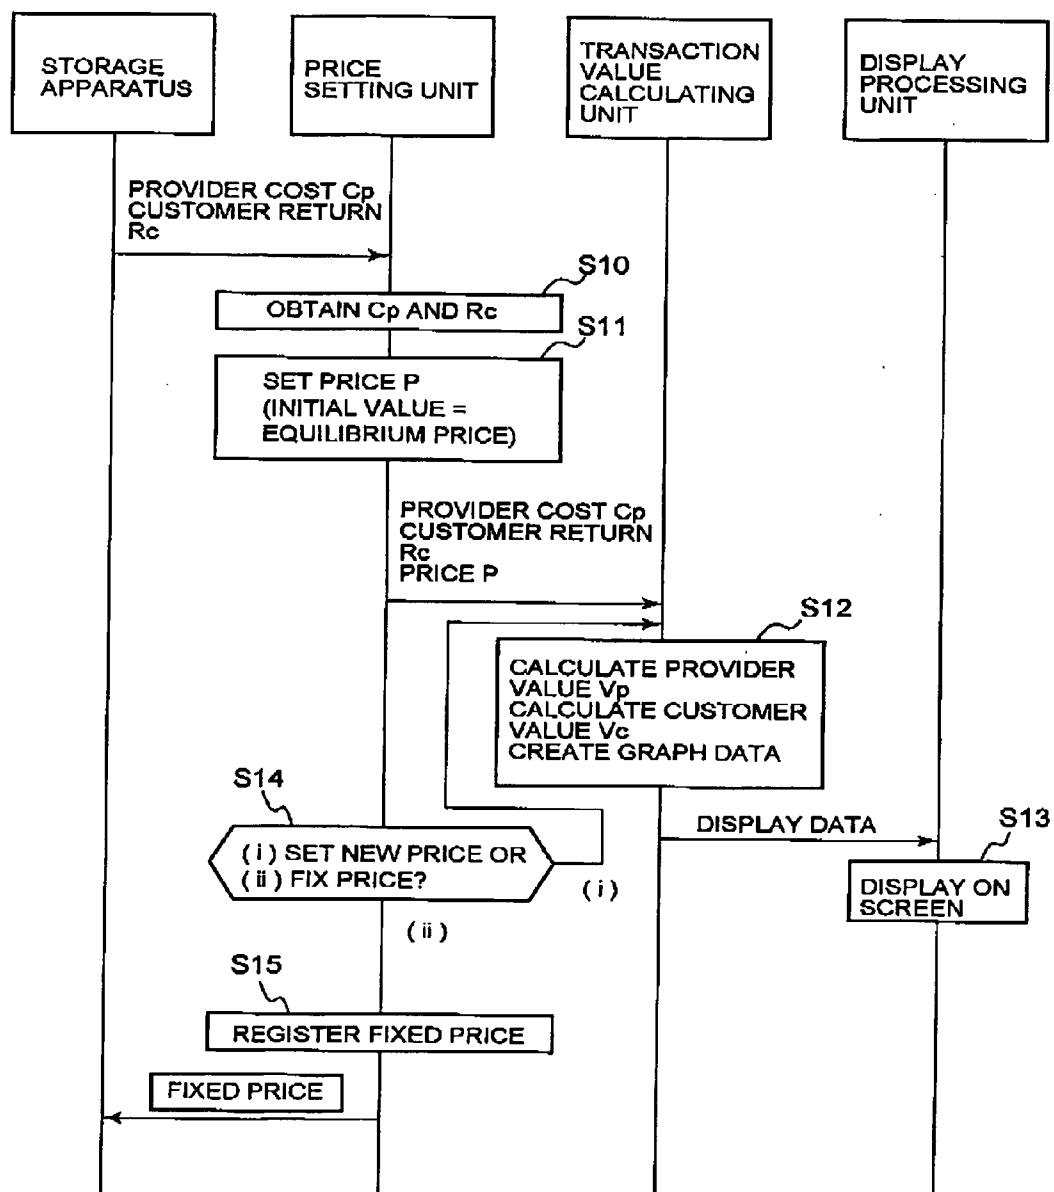 STORAGE
APPARATUS
PRICE
SETTING UNIT
TRANSACTION
VALUE
CALCULATING
UNIT
DISPLAY
PROCESSING
UNIT
PROVIDER COST Cp
CUSTOMER RETURN
Rc
S10
OBTAIN Cp AND Rc
S11
SET PRICE P
(INITIAL VALUE =
EQUILIBRIUM PRICE)
PROVIDER COST Cp
CUSTOMER RETURN
Rc
PRICE P
S12
CALCULATE PROVIDER
VALUE Vp
CALCULATE CUSTOMER
VALUE Vc
CREATE GRAPH DATA
S14
(i) SET NEW PRICE OR
(ii) FIX PRICE?
(i)
(ii)
DISPLAY DATA
S13
DISPLAY ON
SCREEN
S15
REGISTER FIXED PRICE
FIXED PRICE